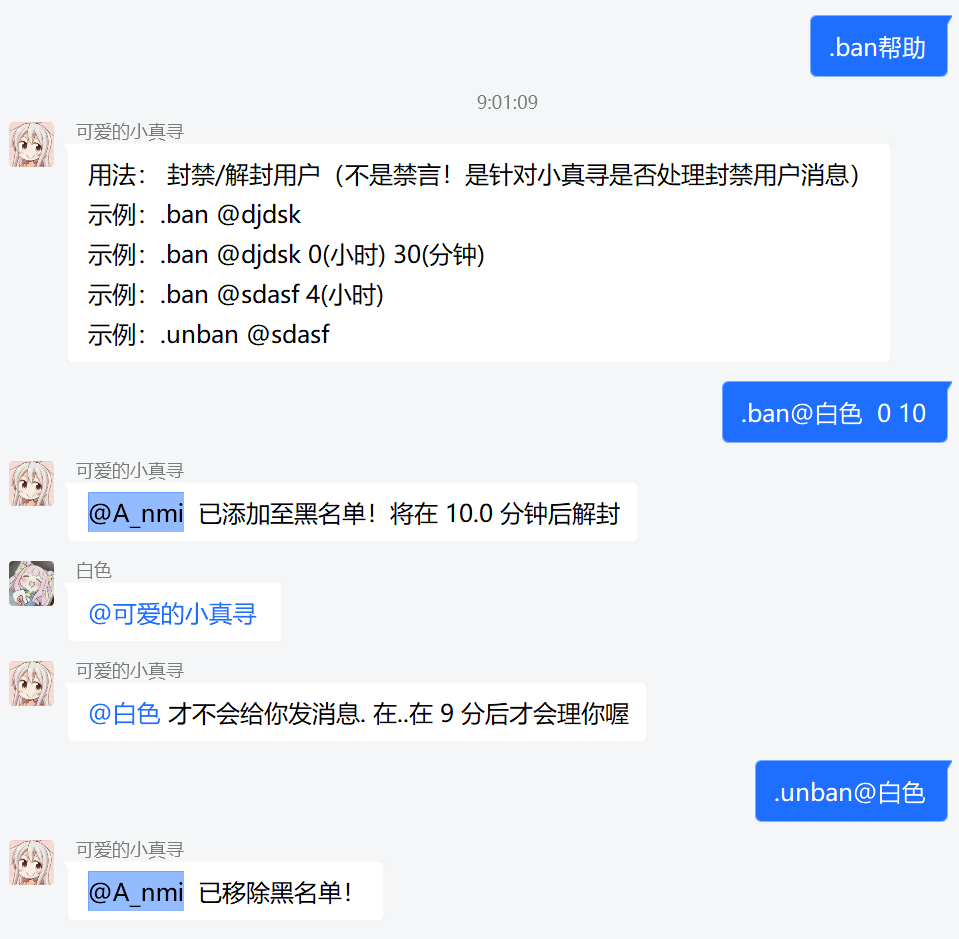 .ban帮助
9:01:09
可爱的小真寻
用法： 封禁/解封用户（不是禁言！是针对小真寻是否处理封禁用户消息）
示例：.ban @djdsk
示例：.ban @djdsk 0(小时) 30(分钟)
示例：.ban @sdasf 4(小时)
示例：.unban @sdasf
.ban@白色 0 10
可爱的小真寻
@A_nmi 已添加至黑名单！将在 10.0 分钟后解封
白色
@可爱的小真寻
可爱的小真寻
@白色 才不会给你发消息. 在..在 9 分后才会理你喔
.unban@白色
可爱的小真寻
@A_nmi 已移除黑名单！